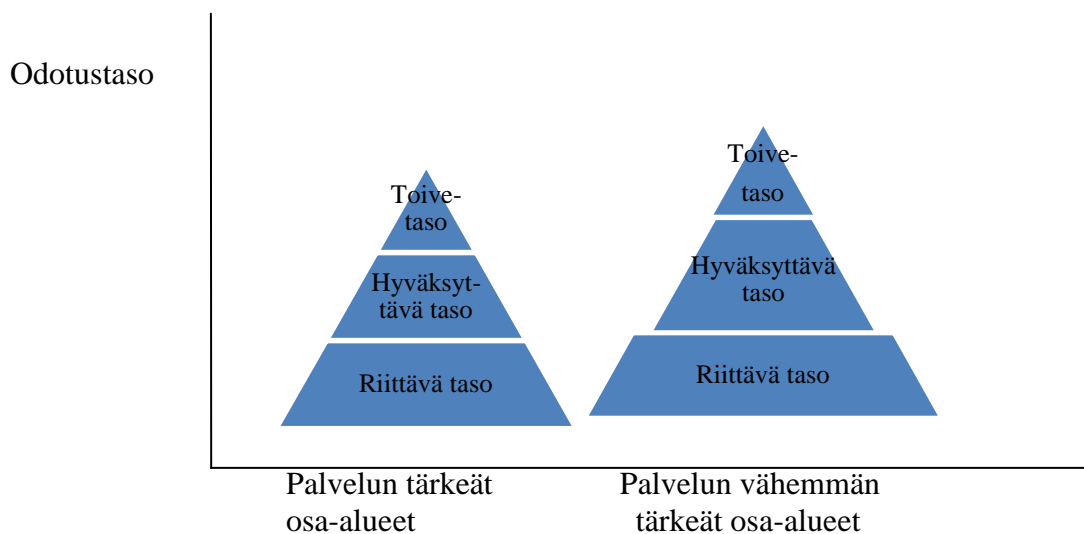 Odotustaso
Toive-
taso
Hyväksyt-
tävä taso
Riittävä taso
Toive-
taso
Hyväksyttävä
taso
Riittävä taso
Palvelun tärkeät
osa-alueet
Palvelun vähemmän
tärkeät osa-alueet